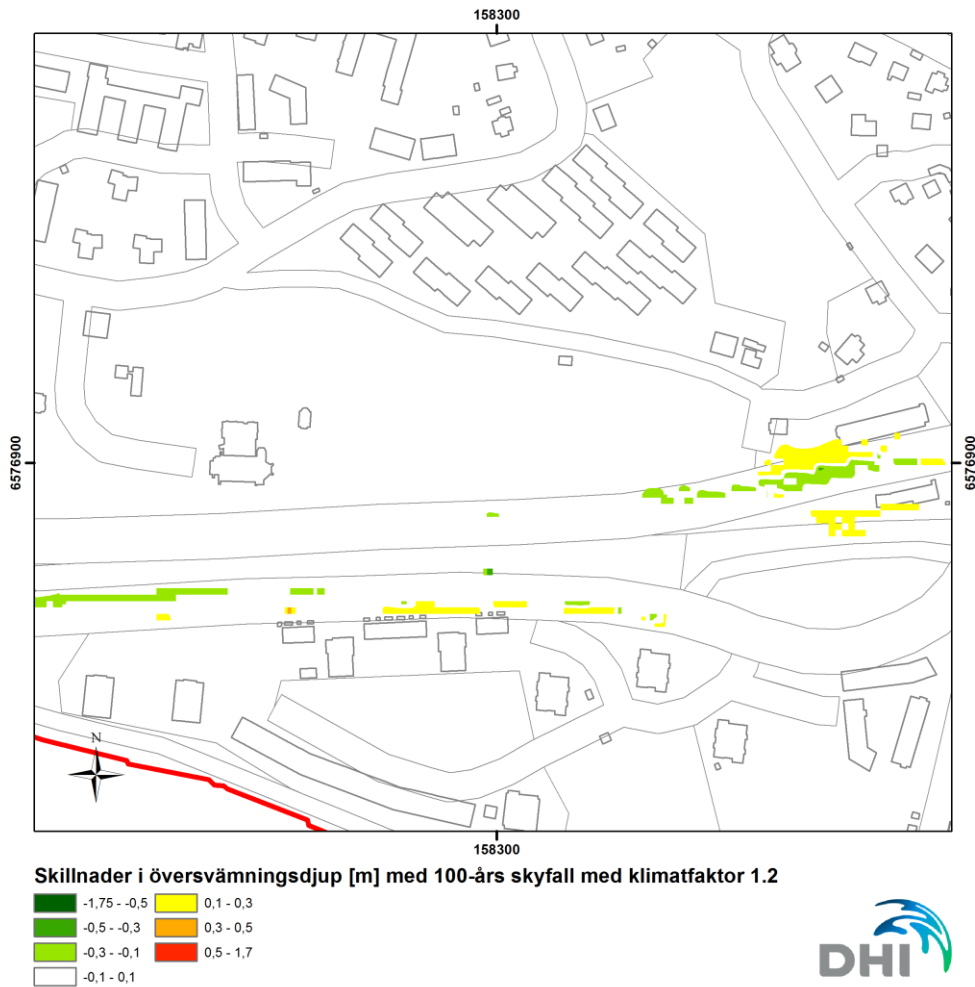 158300
6576900
6576900
N
158300
Skillnader i översvämningsdjup [m] med 100-års skyfall med klimatfaktor 1.2
-1,75 - -0,5
0,1 - 0,3
-0,5 - -0,3
0,3 - 0,5
-0,3 - -0,1
0,5 - 1,7
-0,1 - 0,1
DHI